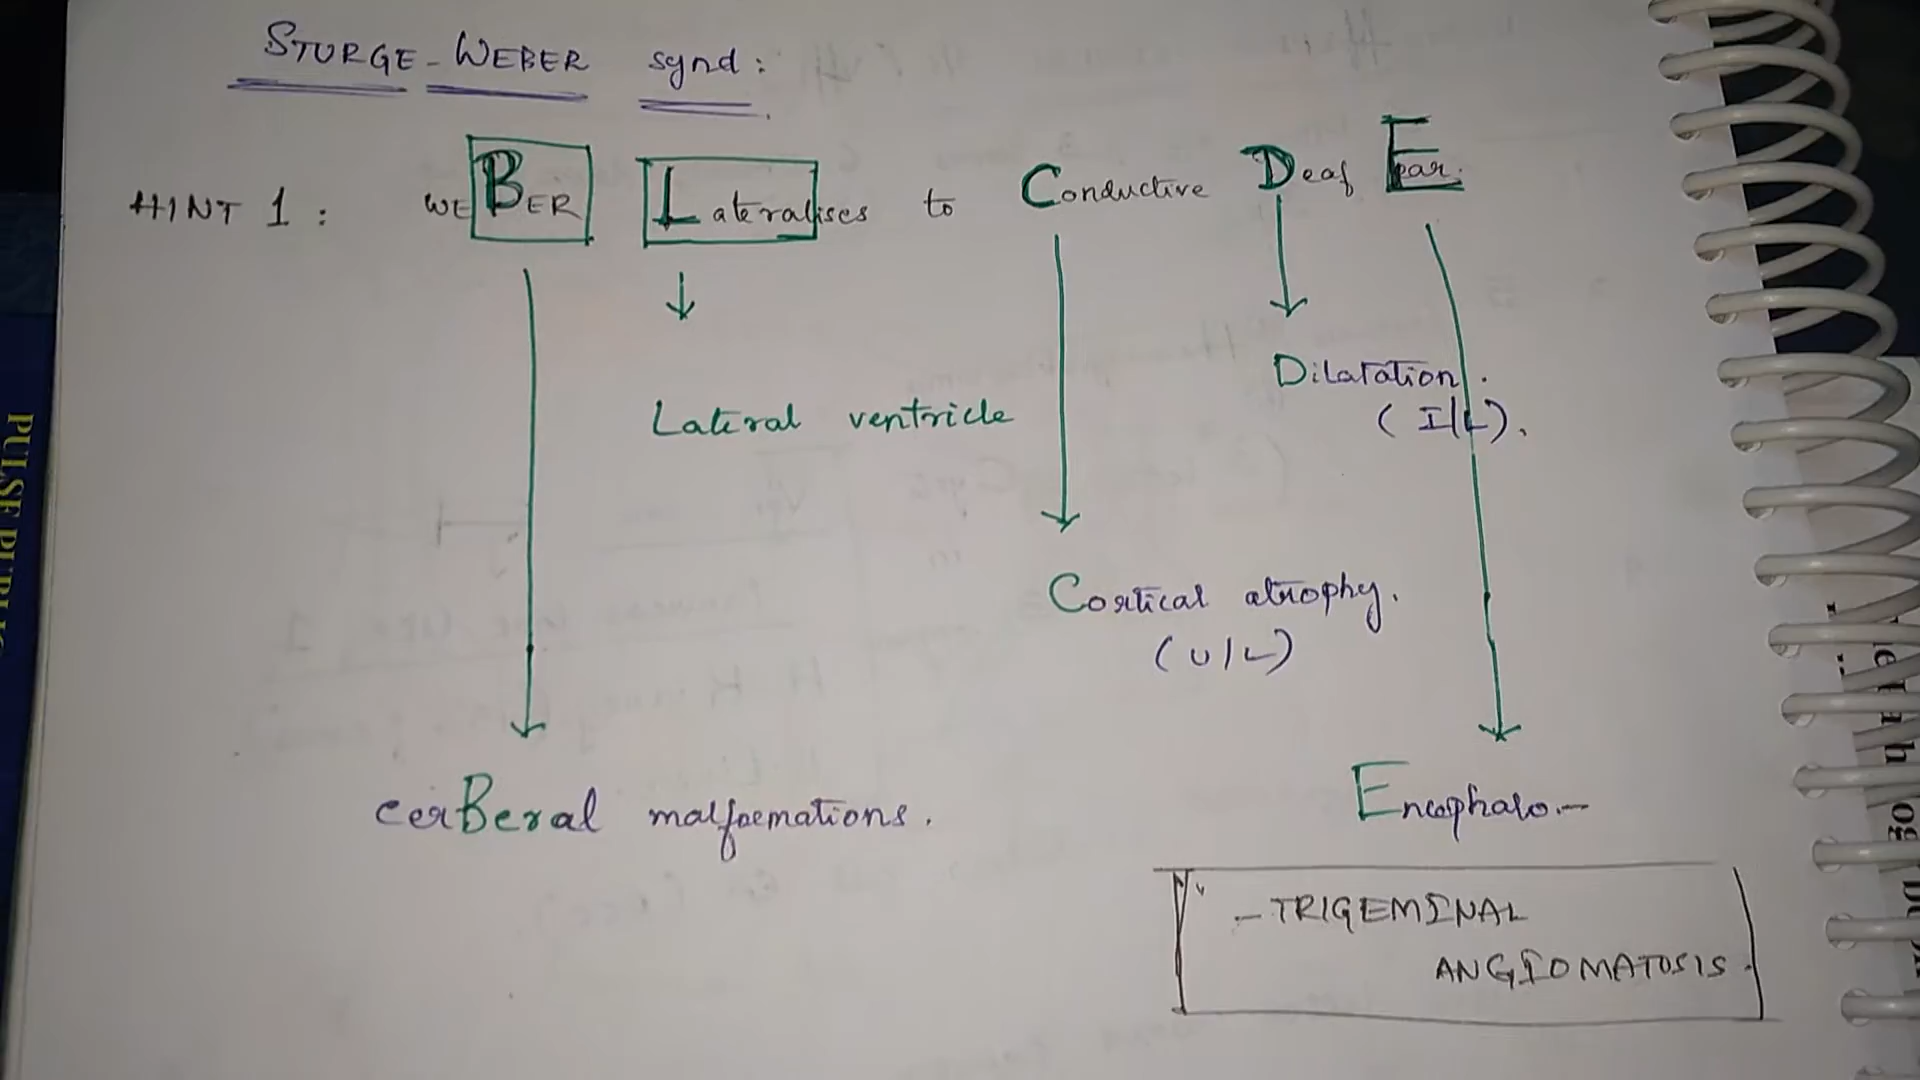 STURGE-WEBER synd:
HINT 1: WEBER Lateralises to Conductive Deaf Ear.
Dilatation.
(I/L).
Lateral ventricle
Cortical atrophy.
(U/L)
cerBeral malformations.
Encephalo.-
- TRIGEMINAL
ANGIOMATOSIS.
PULSE